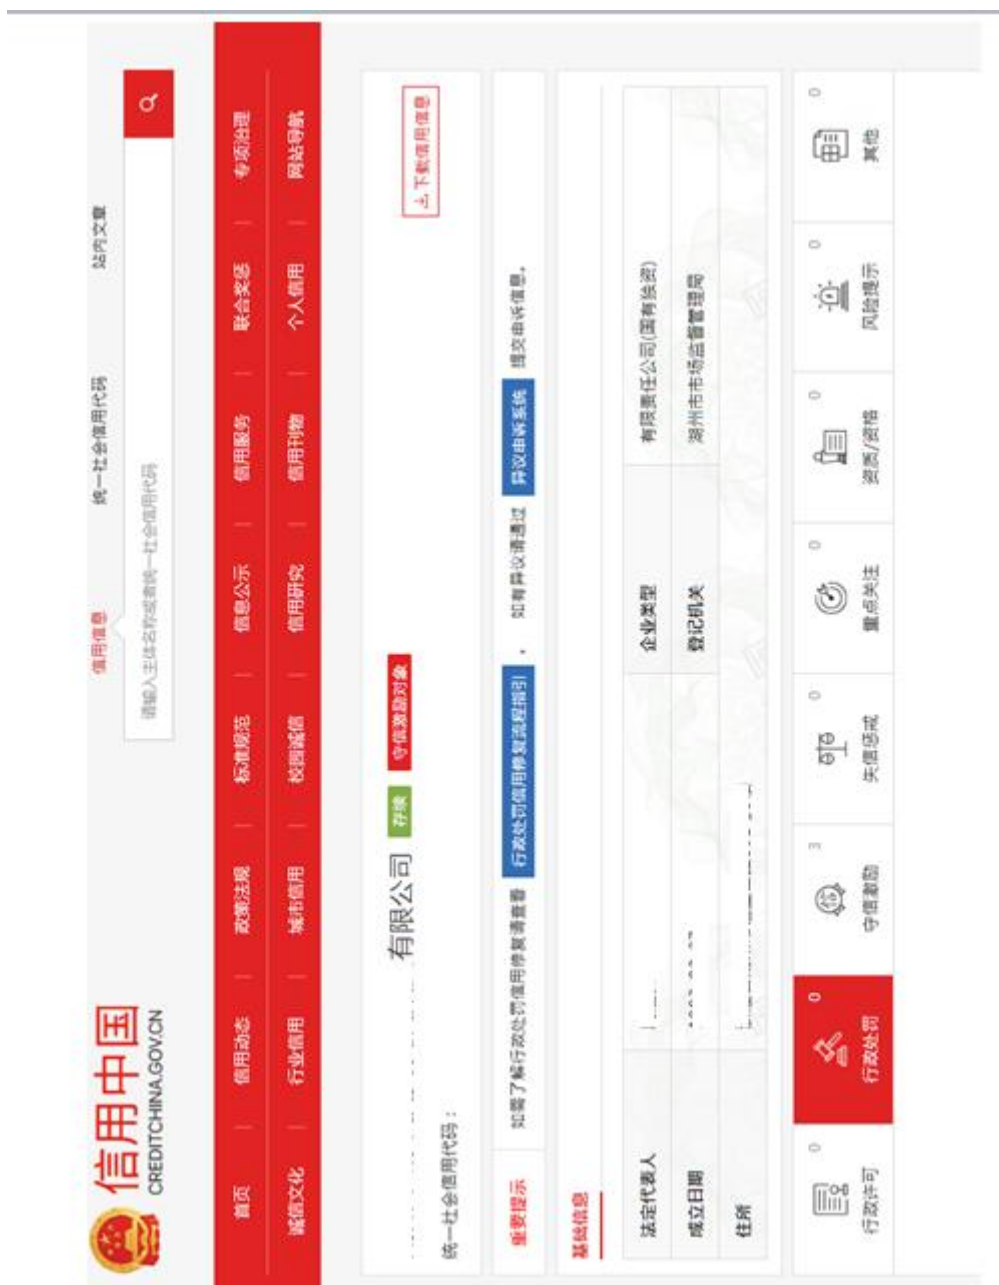 信用中国
CREDITCHINA.GOV.CN
信用信息 统一社会信用代码 站内文章
请输入主体名称或者统一社会信用代码
首页 | 信用动态 | 政策法规 | 标准规范 | 信息公示 | 信用服务 | 联合奖惩 | 专项治理
诚信文化 | 行业信用 | 城市信用 | 校园诚信 | 信用研究 | 信用刊物 | 个人信用 | 网站导航
有限公司 存续 守信激励对象
下载信用信息
统一社会信用代码：
重要提示 如需了解行政处罚信用修复请查看 行政处罚信用修复流程指引 ， 如有异议请通过 异议申诉系统 提交申诉信息。
基础信息
法定代表人 企业类型 有限责任公司(国有独资)
成立日期 登记机关 湖州市市场监督管理局
住所
0 0 3 0 0 0 0 0
行政许可 行政处罚 守信激励 失信惩戒 重点关注 资质/资格 风险提示 其他